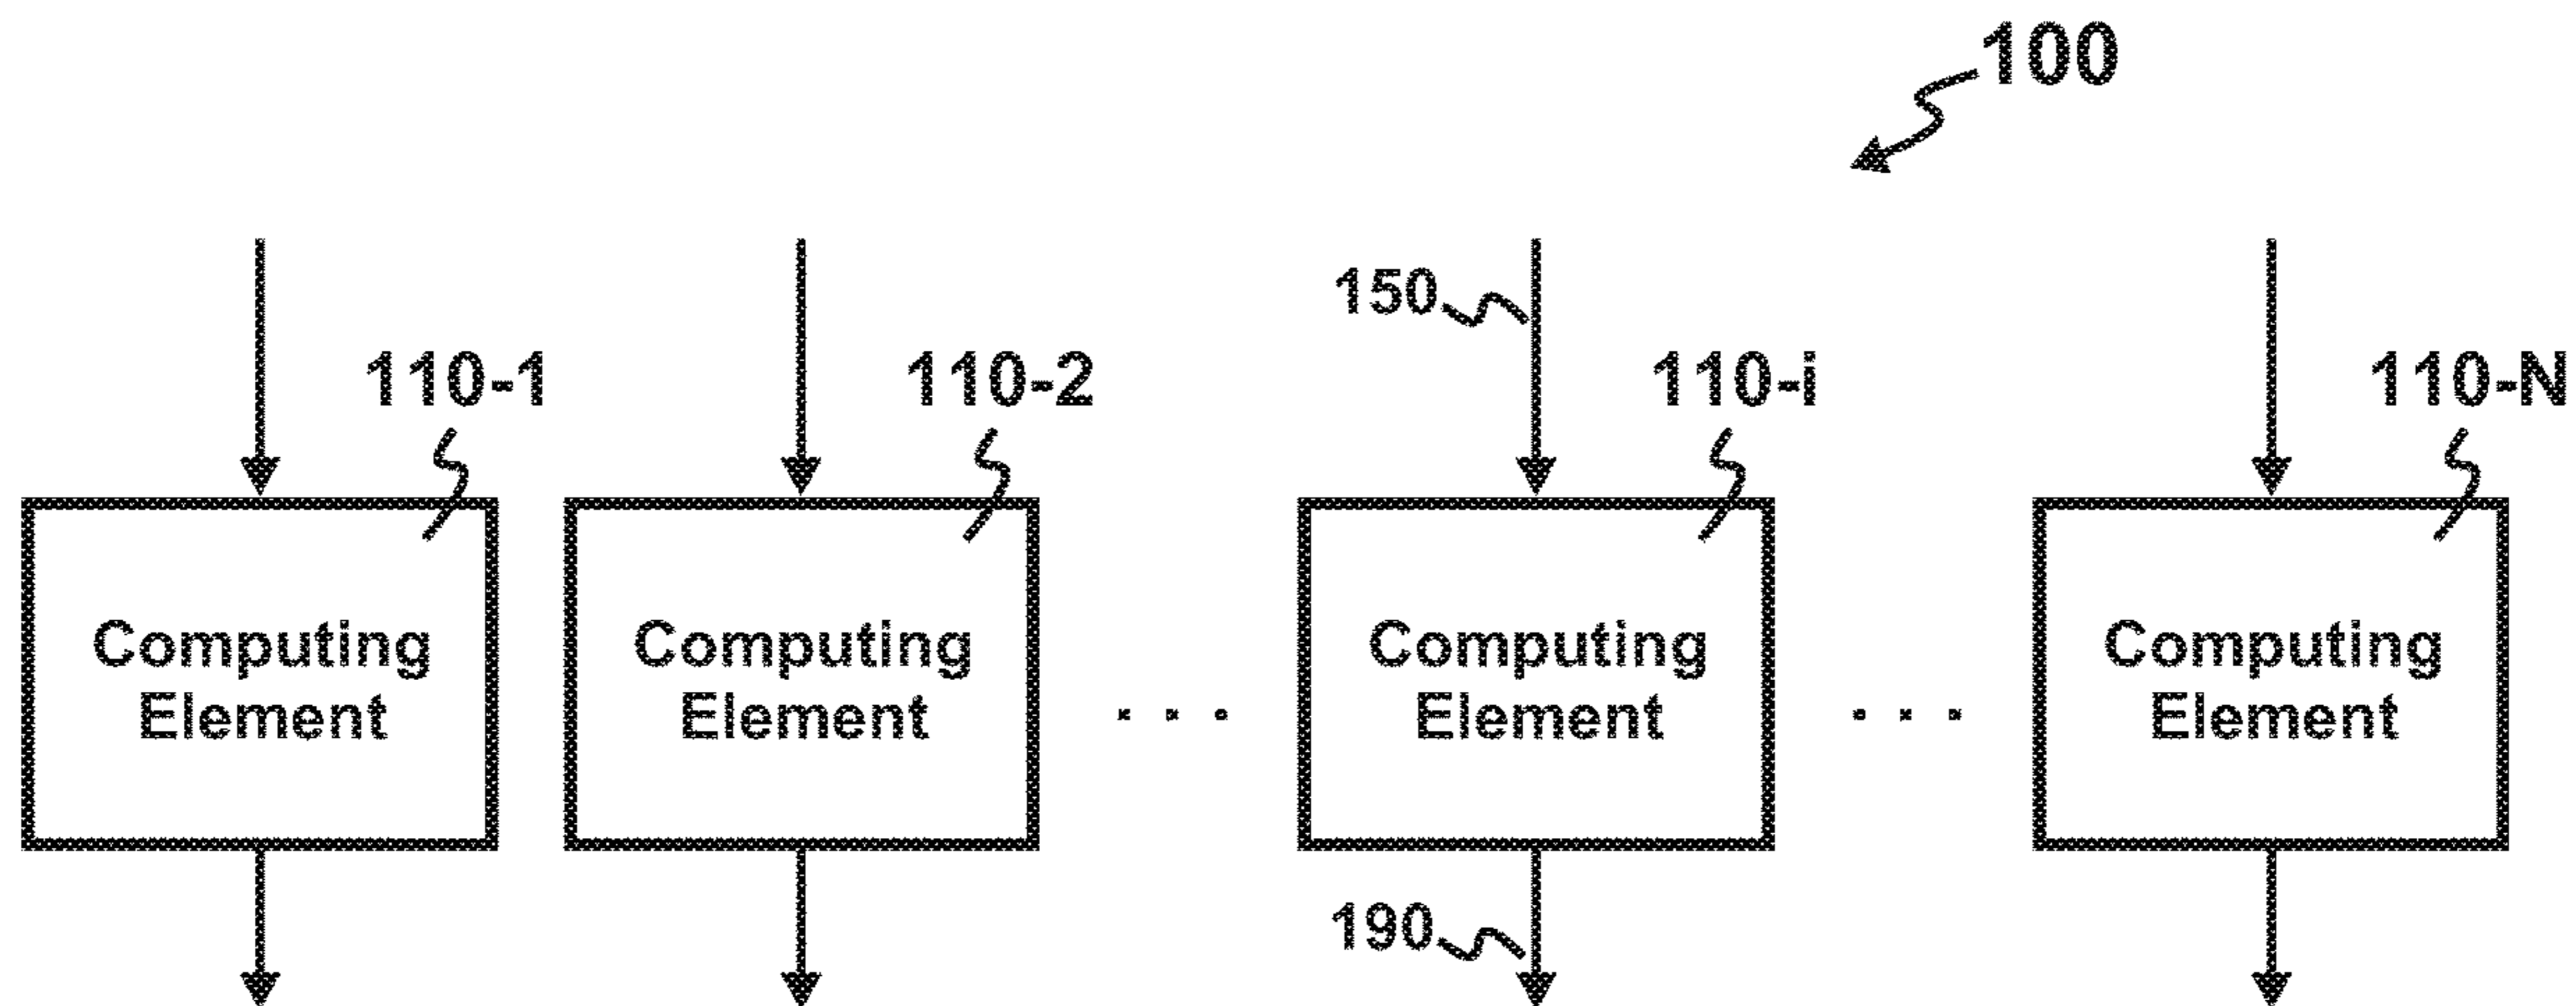 100
150
110-1
110-2
110-i
110-N
Computing
Element
Computing
Element
. . .
Computing
Element
. . .
Computing
Element
190